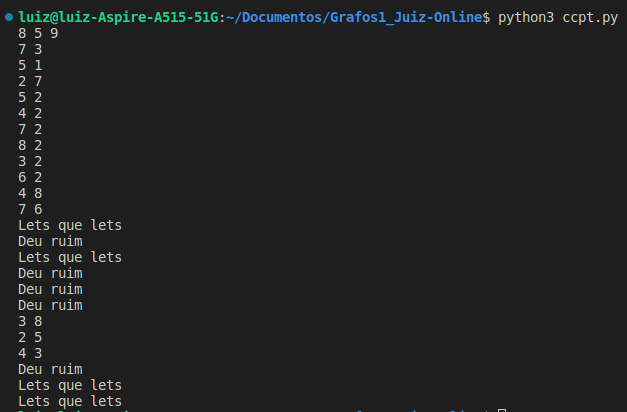 luiz@luiz-Aspire-A515-51G:~/Documentos/Grafos1_Juiz-Online$ python3 ccpt.py
8 5 9
7 3
5 1
2 7
5 2
4 2
7 2
8 2
3 2
6 2
4 8
7 6
Lets que lets
Deu ruim
Lets que lets
Deu ruim
Deu ruim
Deu ruim
3 8
2 5
4 3
Deu ruim
Lets que lets
Lets que lets